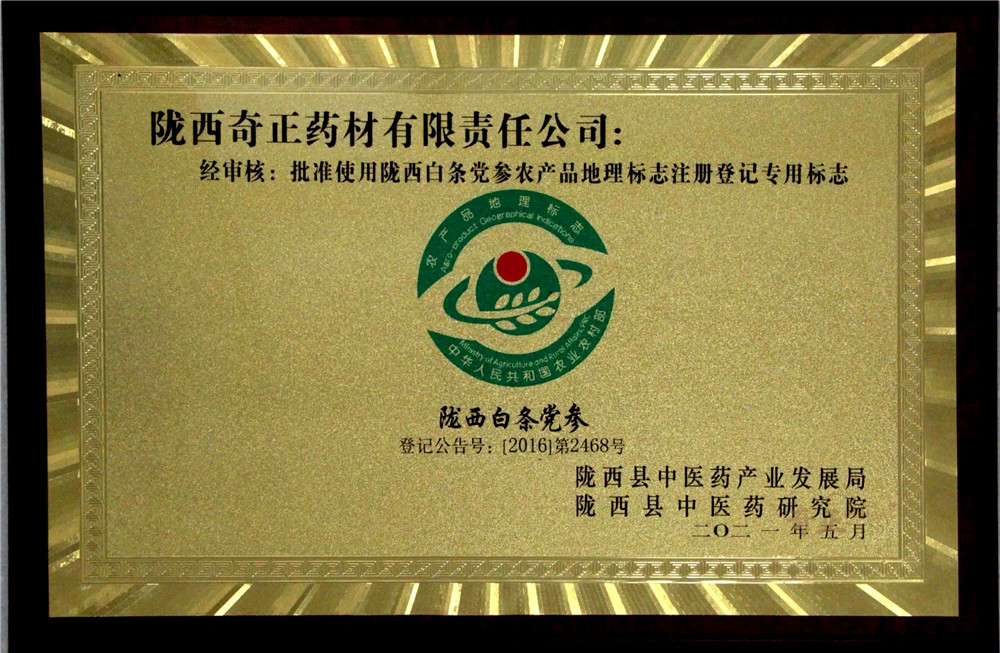 陇西奇正药材有限责任公司:
经审核：批准使用陇西白条党参农产品地理标志注册登记专用标志
农产品地理标志
Agro-product Geographical Indications
Ministry of Agriculture and Rural Affairs, PRC
中华人民共和国农业农村部
陇西白条党参
登记公告号：[2016]第2468号
陇西县中医药产业发展局
陇西县中医药研究院
二〇二一年五月